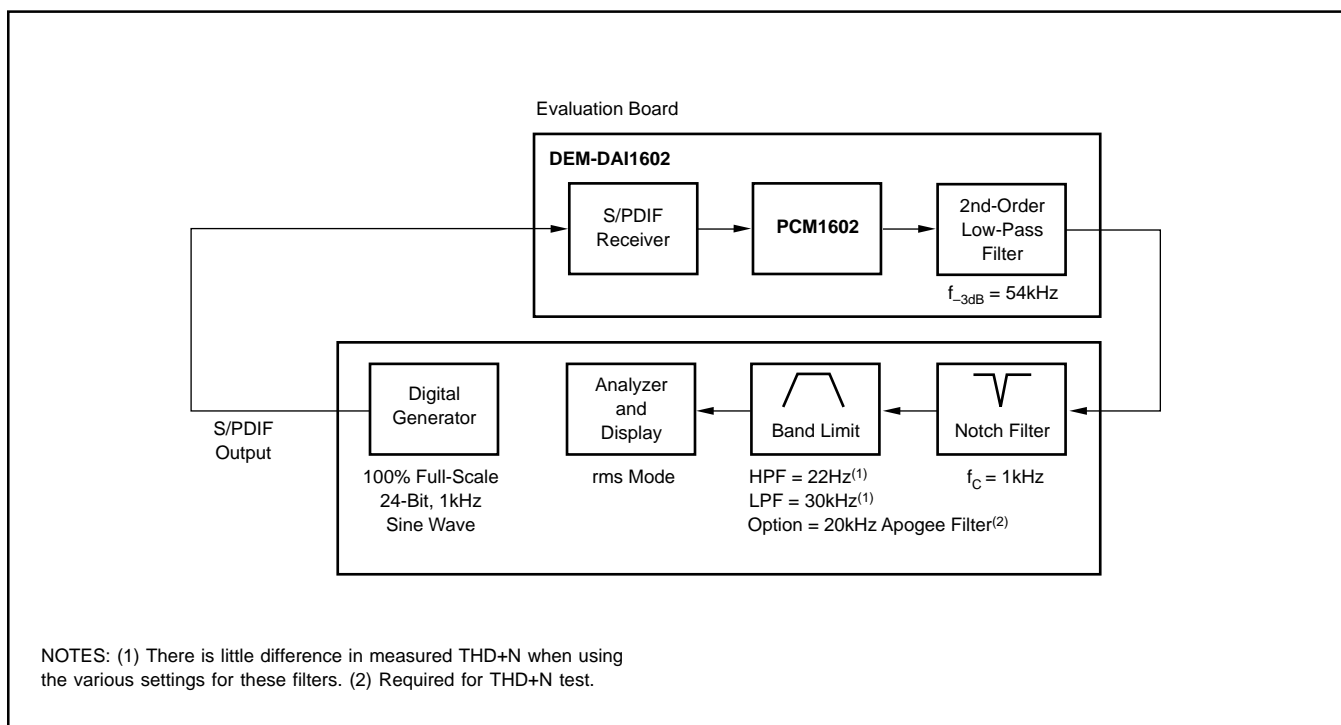 Evaluation Board
DEM-DAI1602
S/PDIF
Receiver
PCM1602
2nd-Order
Low-Pass
Filter
f–3dB = 54kHz
S/PDIF
Output
Digital
Generator
100% Full-Scale
24-Bit, 1kHz
Sine Wave
Analyzer
and
Display
rms Mode
Band Limit
HPF = 22Hz(1)
LPF = 30kHz(1)
Option = 20kHz Apogee Filter(2)
Notch Filter
fC = 1kHz
NOTES: (1) There is little difference in measured THD+N when using
the various settings for these filters. (2) Required for THD+N test.